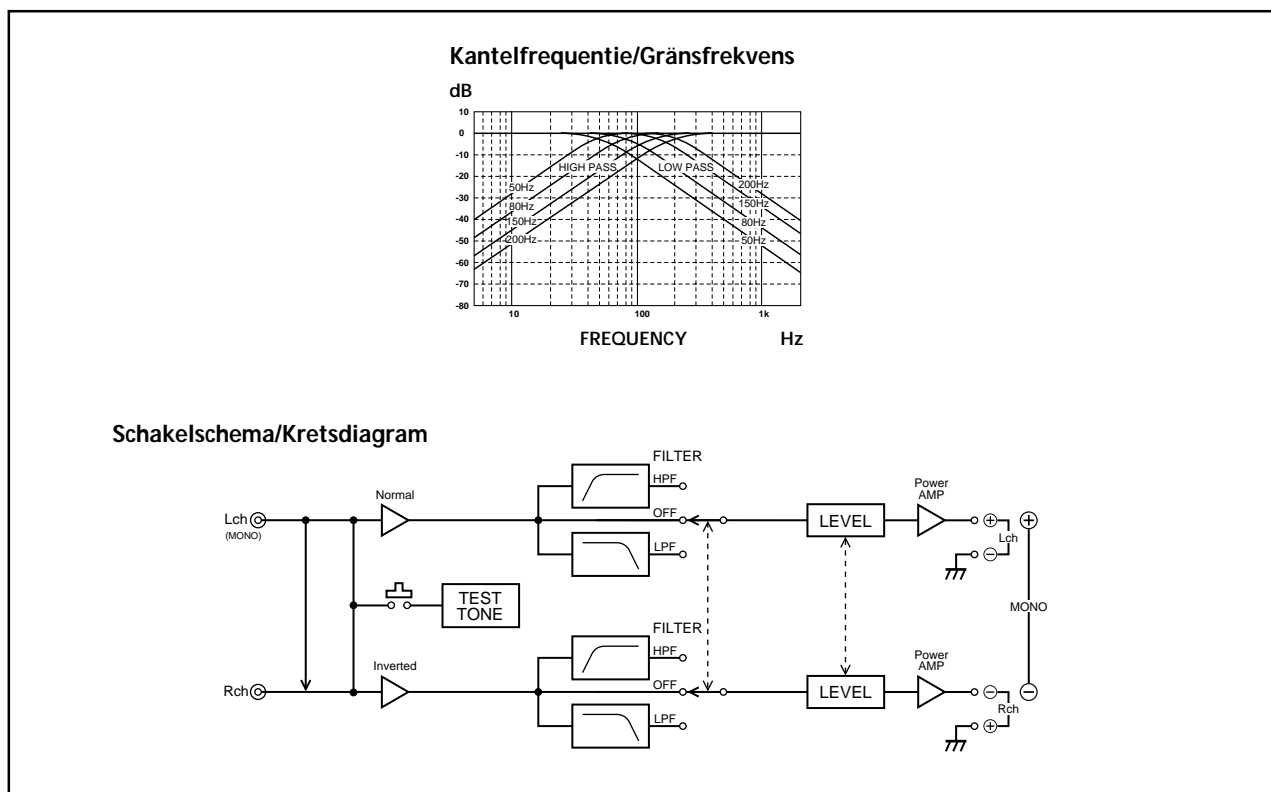 Kantelfrequentie/Gränsfrekvens
dB
10
0
-10
-20
-30
-40
-50
-60
-70
-80
HIGH PASS
LOW PASS
50Hz
80Hz
150Hz
200Hz
200Hz
150Hz
80Hz
50Hz
10
100
1k
FREQUENCY
Hz
Schakelschema/Kretsdiagram
Lch
(MONO)
Normal
FILTER
HPF
OFF
LPF
LEVEL
Power
AMP
+
Lch
−
+
TEST
TONE
MONO
Rch
Inverted
FILTER
HPF
OFF
LPF
LEVEL
Power
AMP
−
Rch
+
−